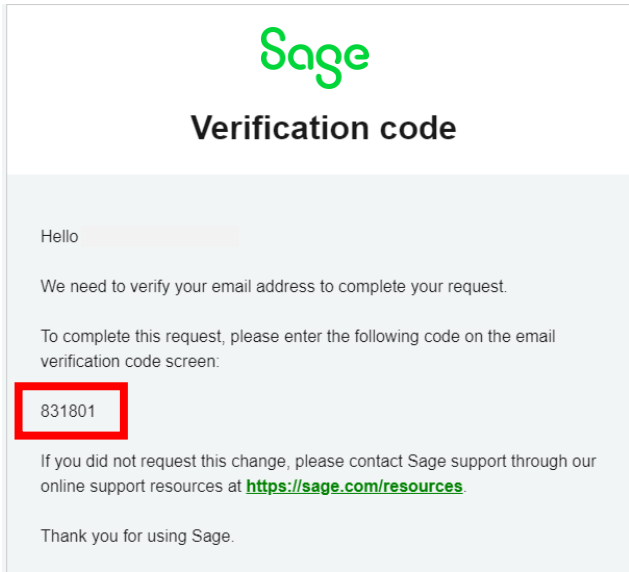 Sage
Verification code
Hello
We need to verify your email address to complete your request.
To complete this request, please enter the following code on the email
verification code screen:
831801
If you did not request this change, please contact Sage support through our
online support resources at https://sage.com/resources.
Thank you for using Sage.